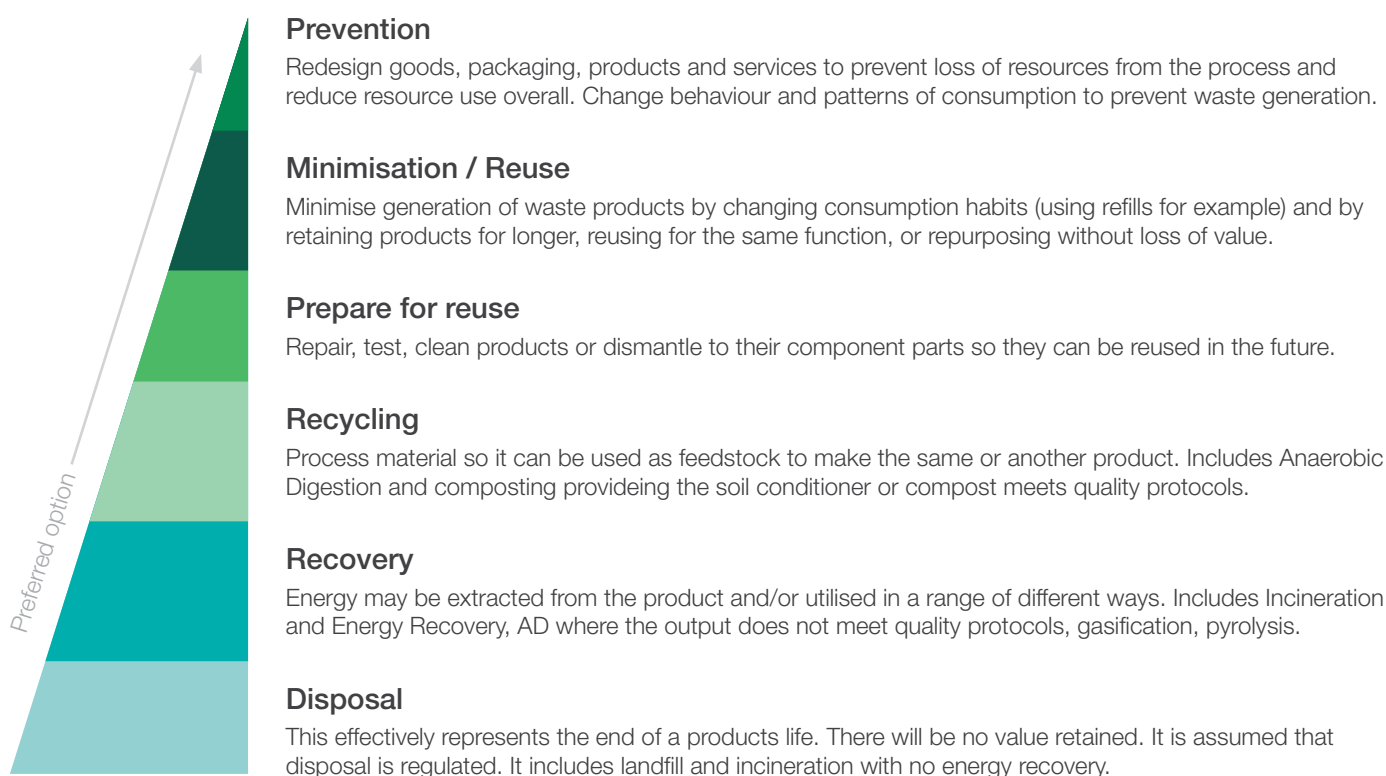 Prevention
Redesign goods, packaging, products and services to prevent loss of resources from the process and
reduce resource use overall. Change behaviour and patterns of consumption to prevent waste generation.
Minimisation / Reuse
Minimise generation of waste products by changing consumption habits (using refills for example) and by
retaining products for longer, reusing for the same function, or repurposing without loss of value.
Prepare for reuse
Repair, test, clean products or dismantle to their component parts so they can be reused in the future.
Recycling
Process material so it can be used as feedstock to make the same or another product. Includes Anaerobic
Digestion and composting provideing the soil conditioner or compost meets quality protocols.
Preferred option
Recovery
Energy may be extracted from the product and/or utilised in a range of different ways. Includes Incineration
and Energy Recovery, AD where the output does not meet quality protocols, gasification, pyrolysis.
Disposal
This effectively represents the end of a products life. There will be no value retained. It is assumed that
disposal is regulated. It includes landfill and incineration with no energy recovery.